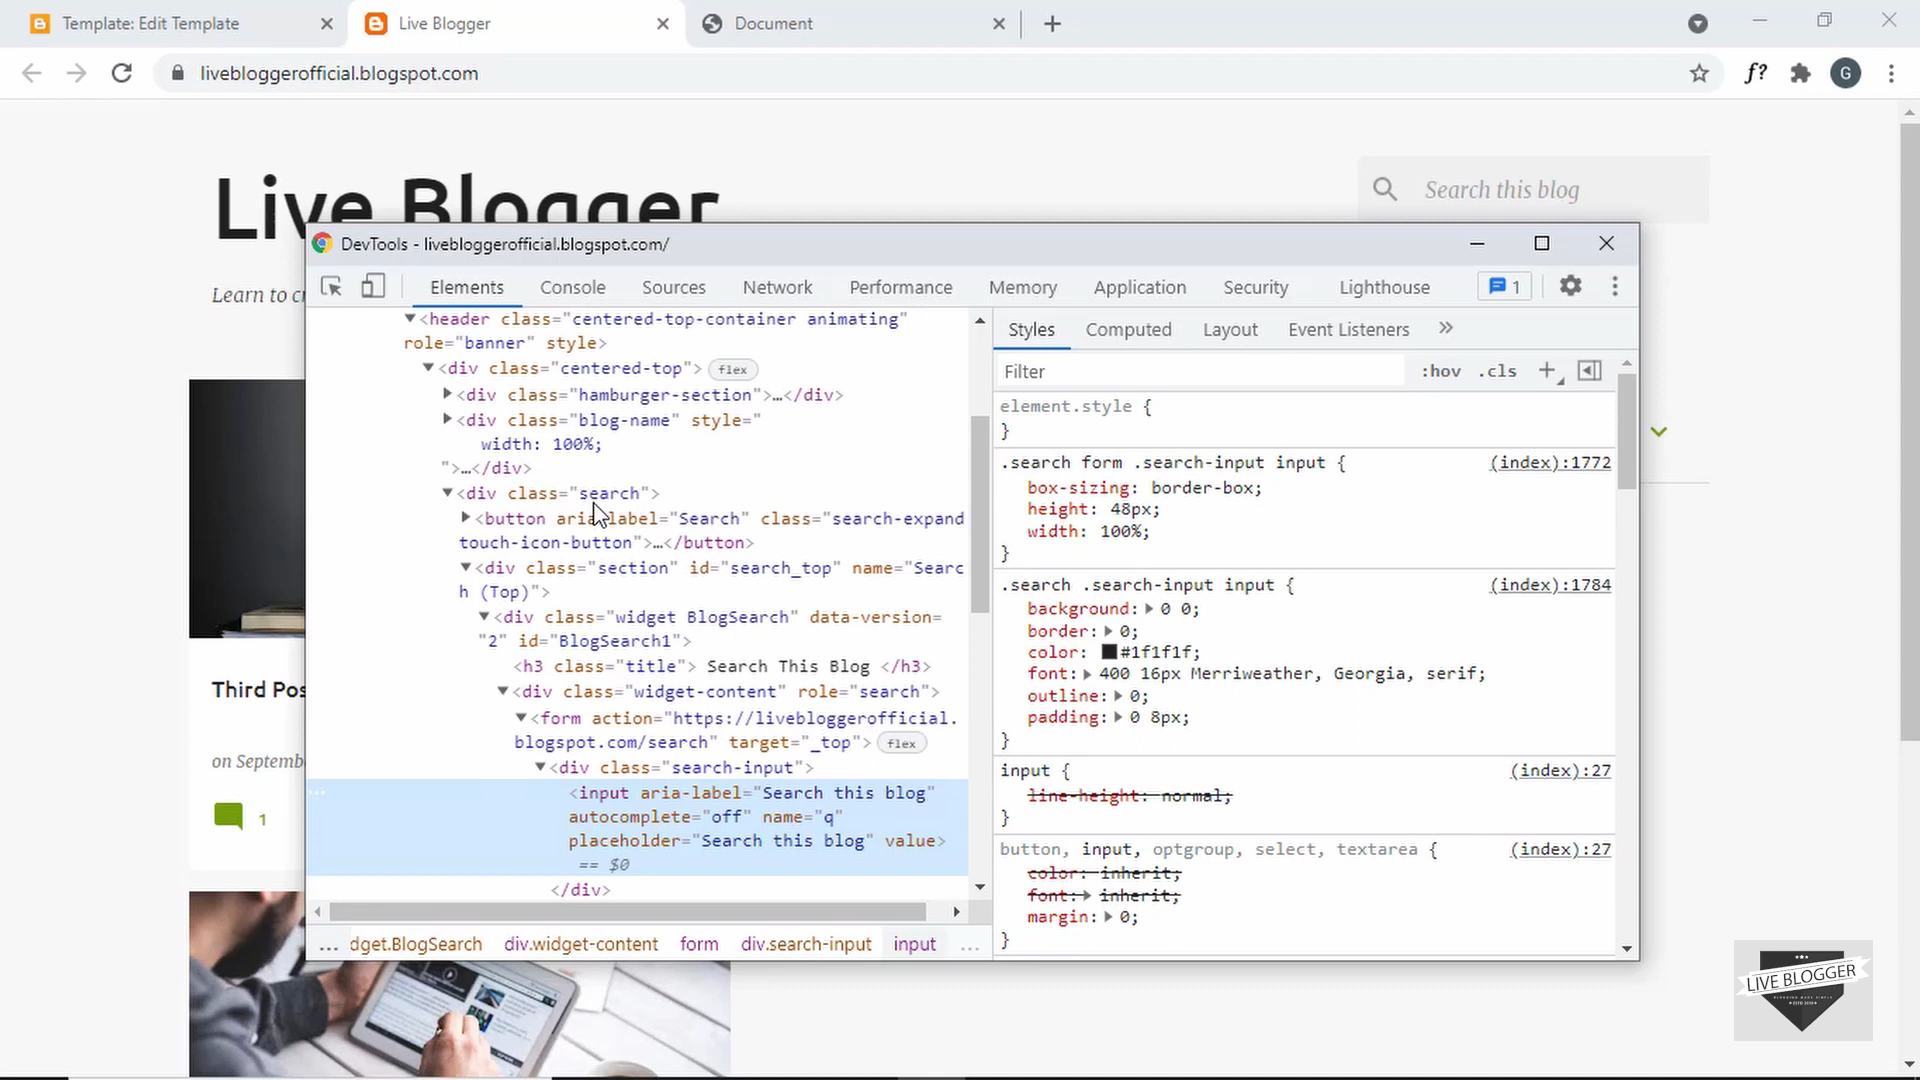 Template: Edit Template
Live Blogger
Document
livebloggerofficial.blogspot.com
f?
G
Live Blogger
Search this blog
Learn to cr
DevTools - livebloggerofficial.blogspot.com/
Elements Console Sources Network Performance Memory Application Security Lighthouse 1
<header class="centered-top-container animating"
role="banner" style>
<div class="centered-top"> flex
<div class="hamburger-section">…</div>
<div class="blog-name" style="
width: 100%;
">…</div>
<div class="search">
<button aria-label="Search" class="search-expand
touch-icon-button">…</button>
<div class="section" id="search_top" name="Searc
h (Top)">
<div class="widget BlogSearch" data-version=
"2" id="BlogSearch1">
<h3 class="title"> Search This Blog </h3>
<div class="widget-content" role="search">
<form action="https://livebloggerofficial.
blogspot.com/search" target="_top"> flex
<div class="search-input">
<input aria-label="Search this blog"
autocomplete="off" name="q"
placeholder="Search this blog" value>
== $0
</div>
... dget.BlogSearch div.widget-content form div.search-input input ...
Styles Computed Layout Event Listeners »
Filter :hov .cls +
element.style {
}
.search form .search-input input { (index):1772
box-sizing: border-box;
height: 48px;
width: 100%;
}
.search .search-input input { (index):1784
background: 0 0;
border: 0;
color: #1f1f1f;
font: 400 16px Merriweather, Georgia, serif;
outline: 0;
padding: 0 8px;
}
input { (index):27
line-height: normal;
}
button, input, optgroup, select, textarea { (index):27
color: inherit;
font: inherit;
margin: 0;
}
Third Pos
on Septemb
1
LIVE BLOGGER